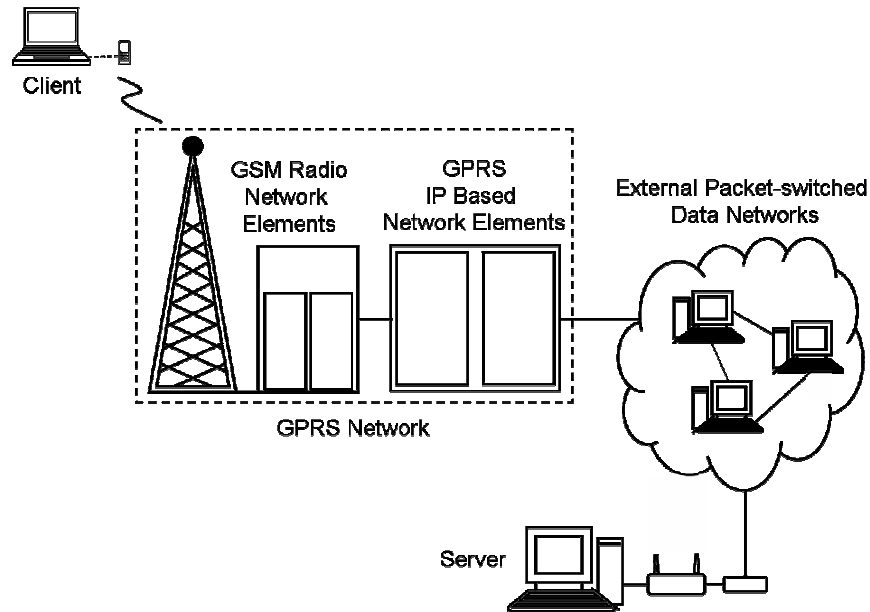 Client
GSM Radio
Network
Elements
GPRS
IP Based
Network Elements
External Packet-switched
Data Networks
GPRS Network
Server